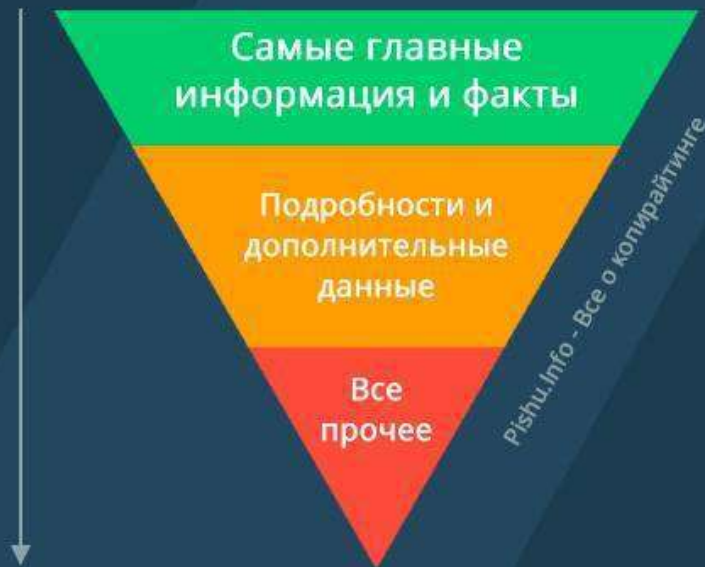 Самые главные
информация и факты
Подробности и
дополнительные
данные
Все
прочее
Pishu.Info - Все о копирайтинге